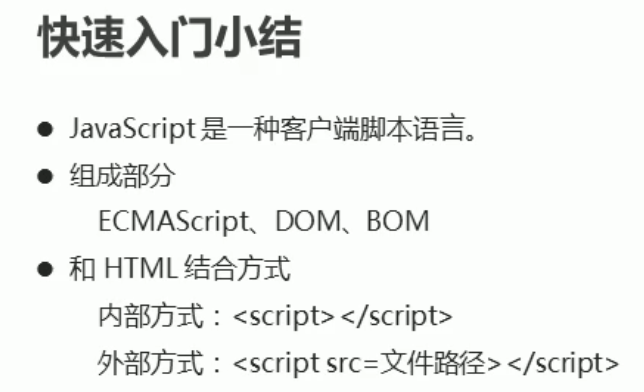 快速入门小结
● JavaScript 是一种客户端脚本语言。
● 组成部分
ECMAScript、DOM、BOM
● 和 HTML 结合方式
内部方式：<script></script>
外部方式：<script src=文件路径></script>